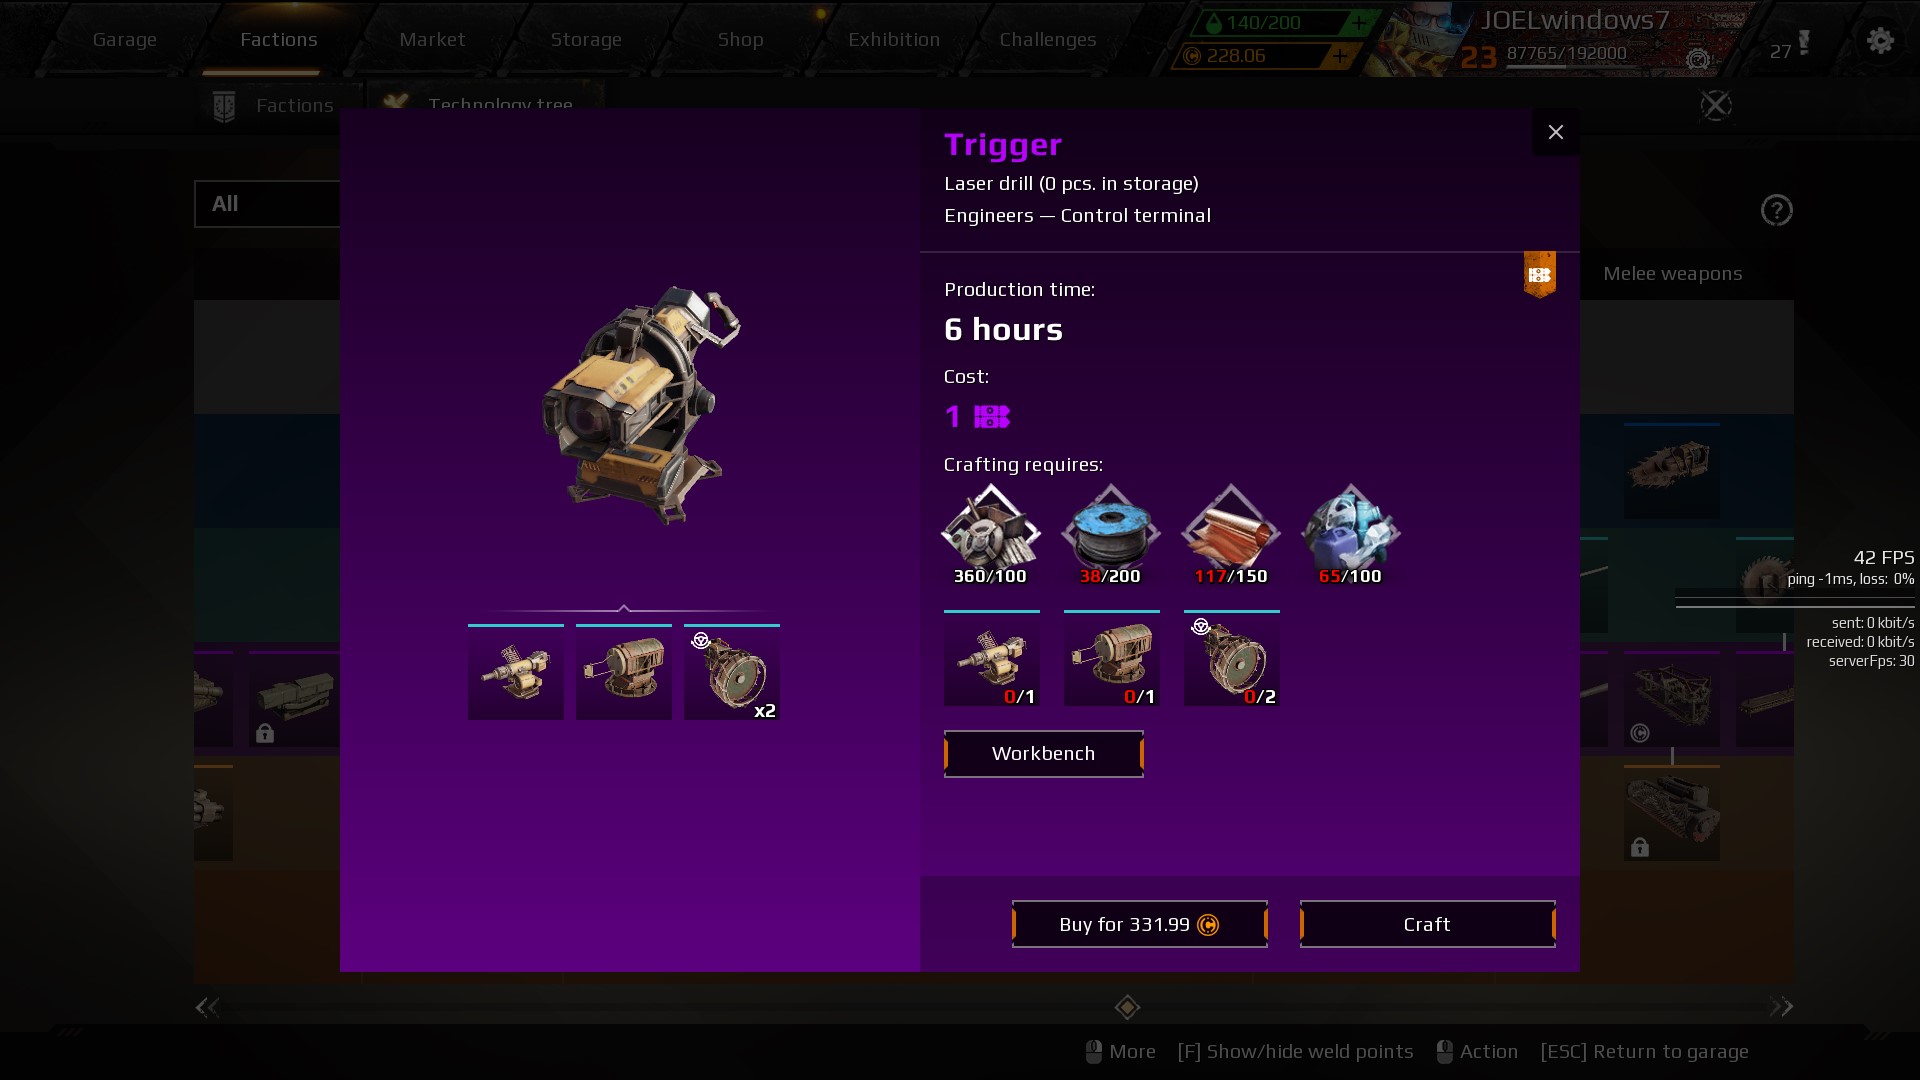 Garage
Factions
Market
Storage
Shop
Exhibition
Challenges
140/200
228.06
JOELwindows7
23
87765/192000
27
Factions
Technology tree
All
Melee weapons
Trigger
Laser drill (0 pcs. in storage)
Engineers — Control terminal
Production time:
6 hours
Cost:
1
Crafting requires:
360/100
38/200
117/150
65/100
x2
0/1
0/1
0/2
Workbench
Buy for 331.99
Craft
42 FPS
ping -1ms, loss: 0%
sent: 0 kbit/s
received: 0 kbit/s
serverFps: 30
More
[F] Show/hide weld points
Action
[ESC] Return to garage